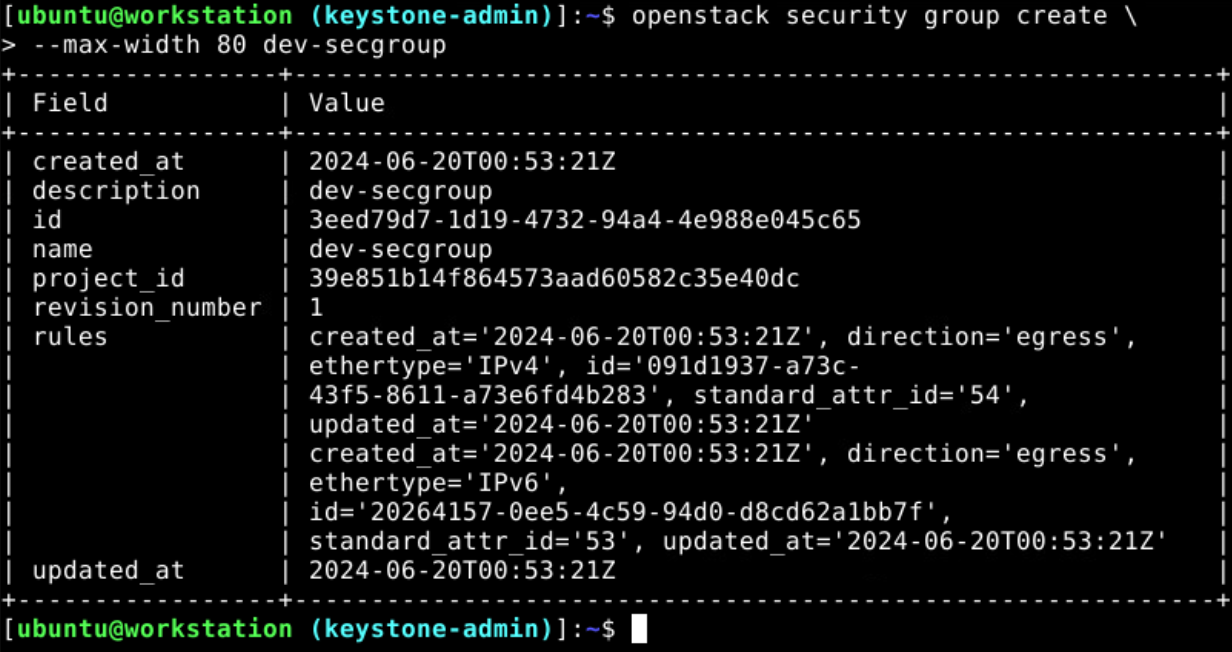 [ubuntu@workstation (keystone-admin)]:~$ openstack security group create \
> --max-width 80 dev-secgroup
+-----------------+-------------------------------------------------------------+
| Field           | Value                                                       |
+-----------------+-------------------------------------------------------------+
| created_at      | 2024-06-20T00:53:21Z                                        |
| description     | dev-secgroup                                                |
| id              | 3eed79d7-1d19-4732-94a4-4e988e045c65                        |
| name            | dev-secgroup                                                |
| project_id      | 39e851b14f864573aad60582c35e40dc                            |
| revision_number | 1                                                           |
| rules           | created_at='2024-06-20T00:53:21Z', direction='egress',      |
|                 | ethertype='IPv4', id='091d1937-a73c-                        |
|                 | 43f5-8611-a73e6fd4b283', standard_attr_id='54',             |
|                 | updated_at='2024-06-20T00:53:21Z'                           |
|                 | created_at='2024-06-20T00:53:21Z', direction='egress',      |
|                 | ethertype='IPv6',                                           |
|                 | id='20264157-0ee5-4c59-94d0-d8cd62a1bb7f',                  |
|                 | standard_attr_id='53', updated_at='2024-06-20T00:53:21Z'    |
| updated_at      | 2024-06-20T00:53:21Z                                        |
+-----------------+-------------------------------------------------------------+
[ubuntu@workstation (keystone-admin)]:~$